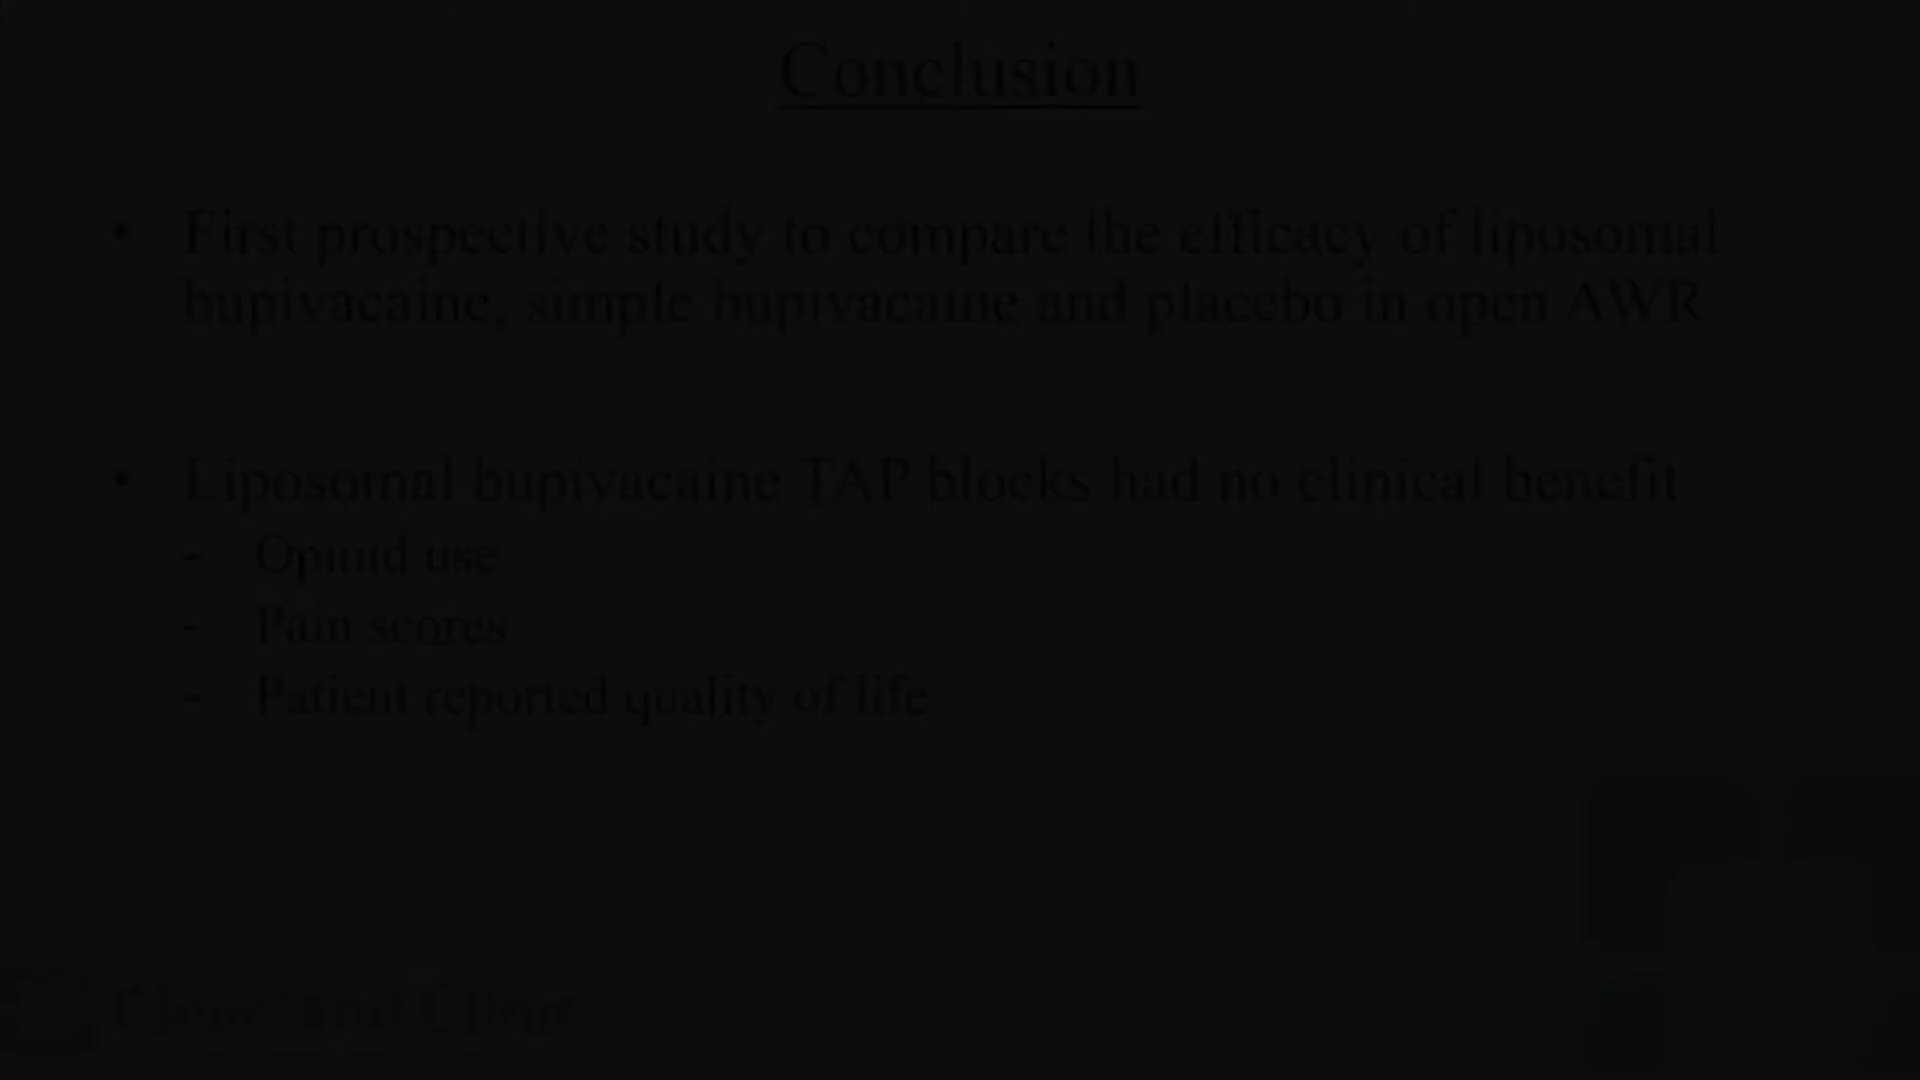 Conclusion
• First prospective study to compare the efficacy of liposomal
bupivacaine, simple bupivacaine and placebo in open AWR
• Liposomal bupivacaine TAP blocks had no clinical benefit
- Opioid use
- Pain scores
- Patient reported quality of life
Cleveland Clinic